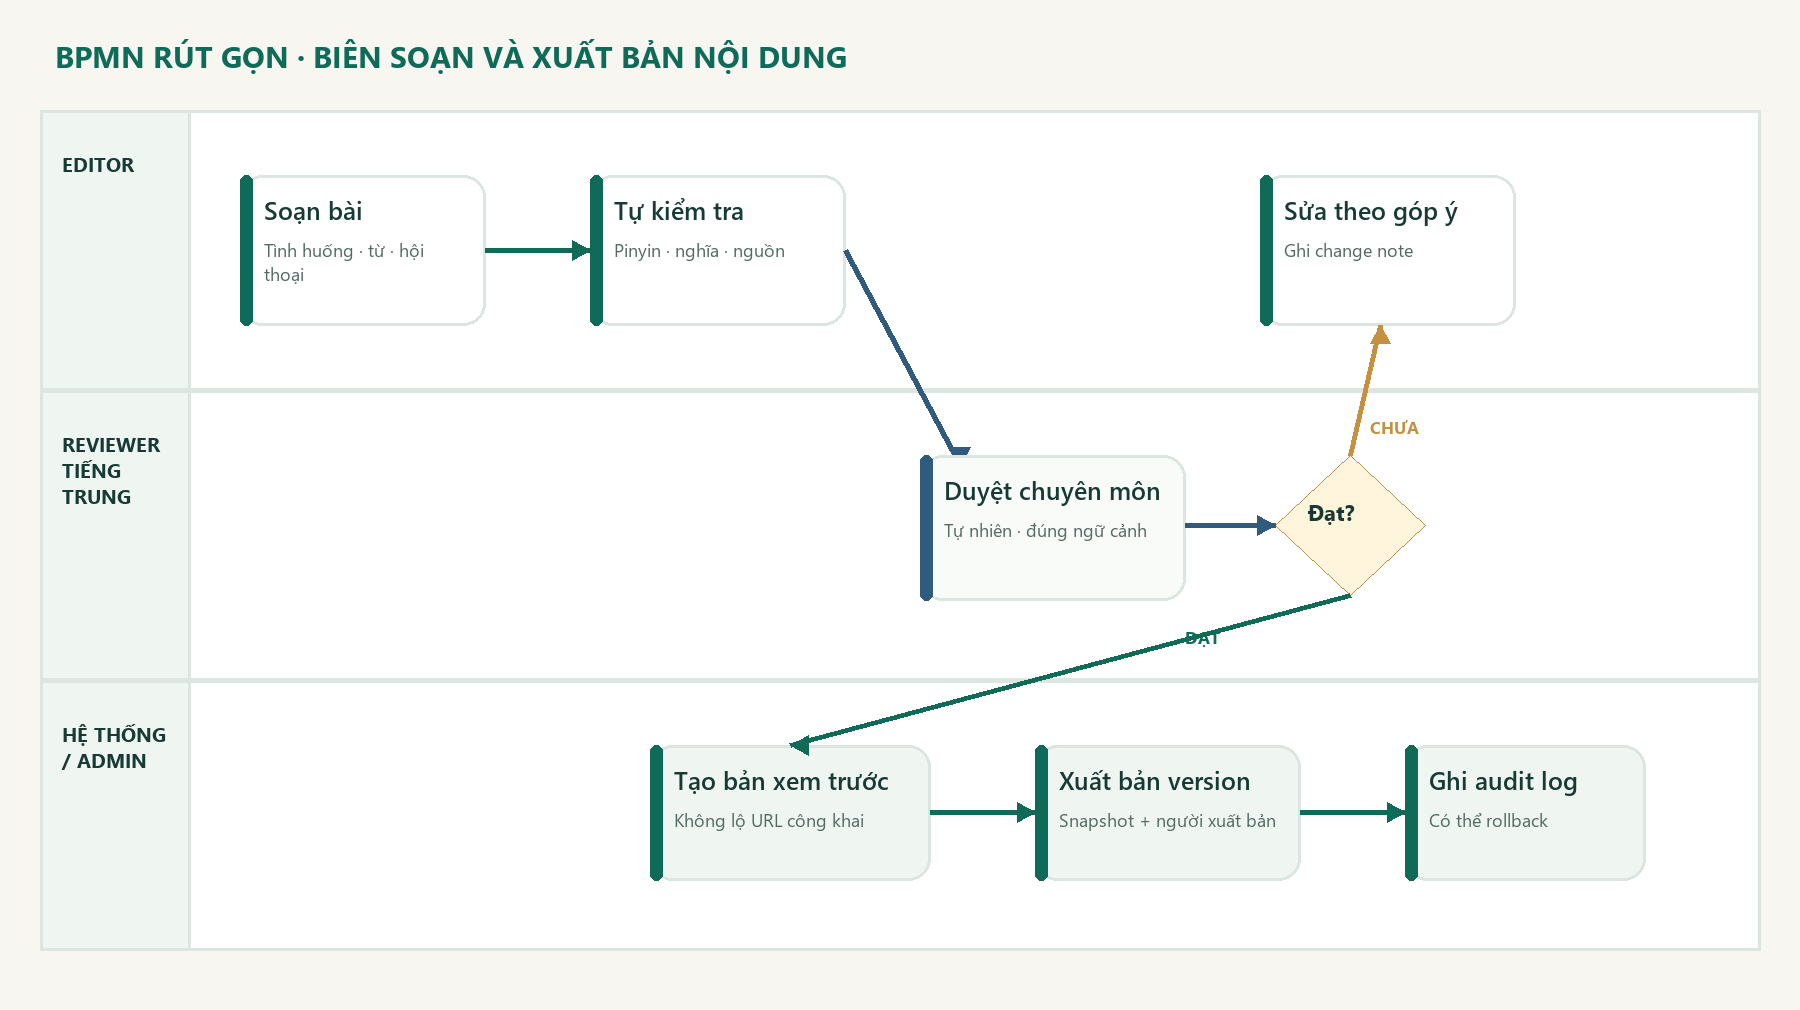 BPMN RÚT GỌN · BIÊN SOẠN VÀ XUẤT BẢN NỘI DUNG
EDITOR
Soạn bài
Tình huống · từ · hội
thoại
Tự kiểm tra
Pinyin · nghĩa · nguồn
Sửa theo góp ý
Ghi change note
CHƯA
REVIEWER
TIẾNG
TRUNG
Duyệt chuyên môn
Tự nhiên · đúng ngữ cảnh
Đạt?
ĐẠT
HỆ THỐNG
/ ADMIN
Tạo bản xem trước
Không lộ URL công khai
Xuất bản version
Snapshot + người xuất bản
Ghi audit log
Có thể rollback